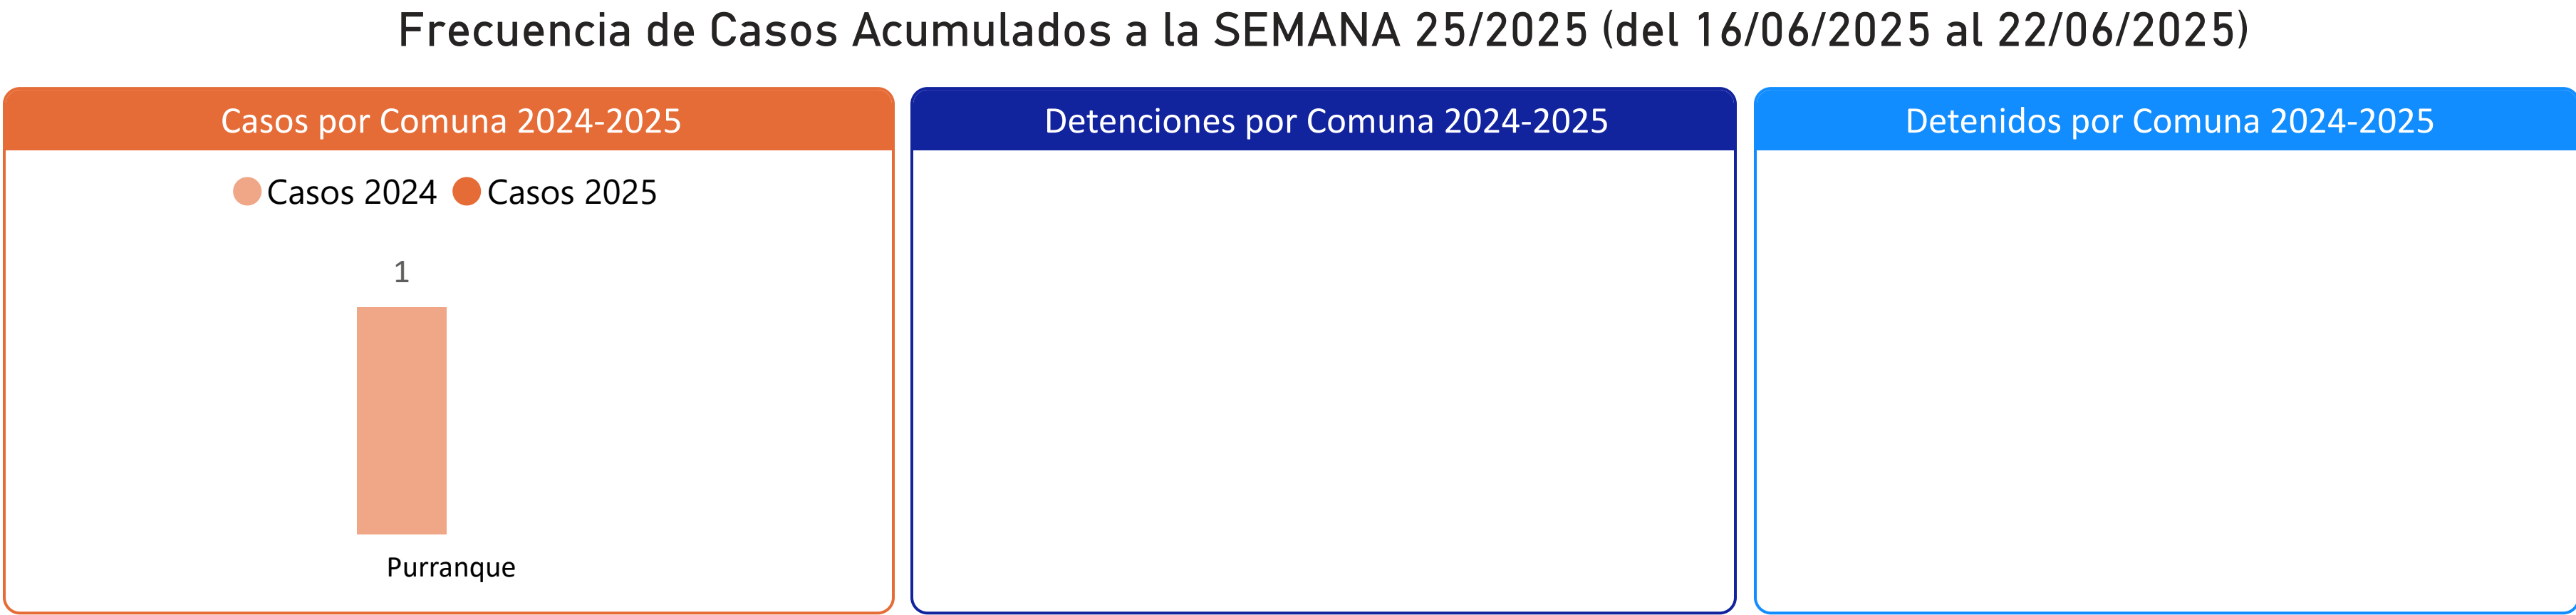 Frecuencia de Casos Acumulados a la SEMANA 25/2025 (del 16/06/2025 al 22/06/2025)
Casos por Comuna 2024-2025
Casos 2024 Casos 2025
1
Purranque
Detenciones por Comuna 2024-2025
Detenidos por Comuna 2024-2025